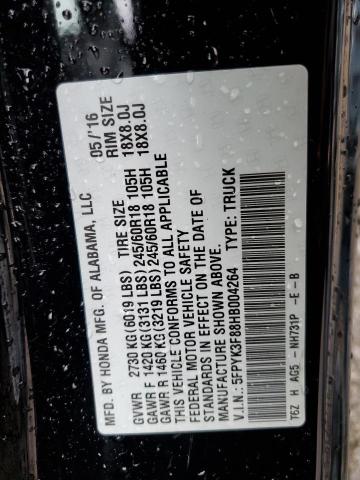 MFD. BY HONDA MFG. OF ALABAMA, LLC 05/'16
GVWR 2730 KG (6019 LBS) TIRE SIZE RIM SIZE
GAWR F 1420 KG (3131 LBS) 245/60R18 105H 18X8.0J
GAWR R 1460 KG (3219 LBS) 245/60R18 105H 18X8.0J
THIS VEHICLE CONFORMS TO ALL APPLICABLE
FEDERAL MOTOR VEHICLE SAFETY
STANDARDS IN EFFECT ON THE DATE OF
MANUFACTURE SHOWN ABOVE.
V.I.N.: 5FPYK3F88HB004264 TYPE: TRUCK
T6Z H AG5 - NH731P - E - B